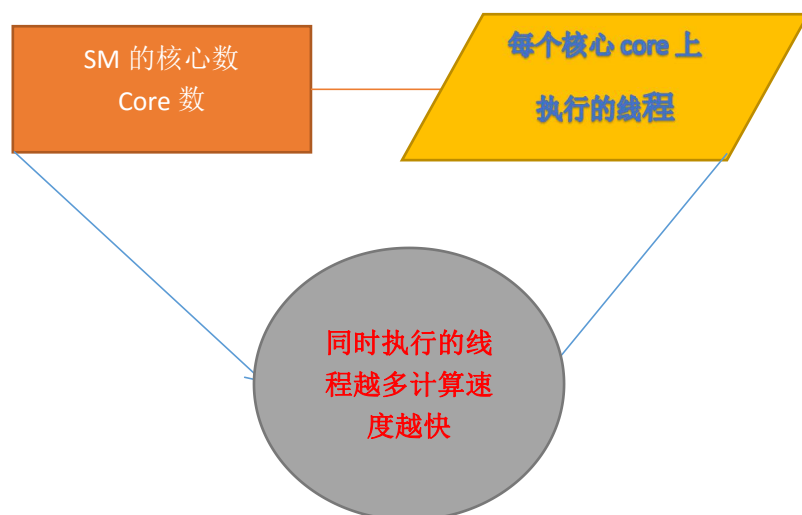 SM 的核心数
Core 数
每个核心 core 上
执行的线程
同时执行的线
程越多计算速
度越快